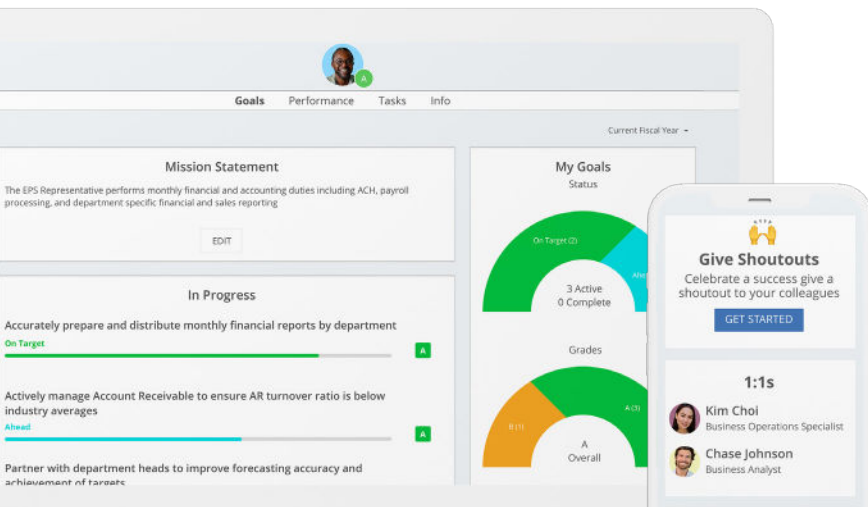 A
Goals Performance Tasks Info
Current Fiscal Year
Mission Statement
The EPS Representative performs monthly financial and accounting duties including ACH, payroll
processing, and department specific financial and sales reporting
EDIT
In Progress
Accurately prepare and distribute monthly financial reports by department
On Target
A
Actively manage Account Receivable to ensure AR turnover ratio is below
industry averages
Ahead
A
Partner with department heads to improve forecasting accuracy and
achievement of targets
My Goals
Status
On Target (2)
3 Active
0 Complete
Grades
B (1)
A (3)
A
Overall
Give Shoutouts
Celebrate a success give a
shoutout to your colleagues
GET STARTED
1:1s
Kim Choi
Business Operations Specialist
Chase Johnson
Business Analyst